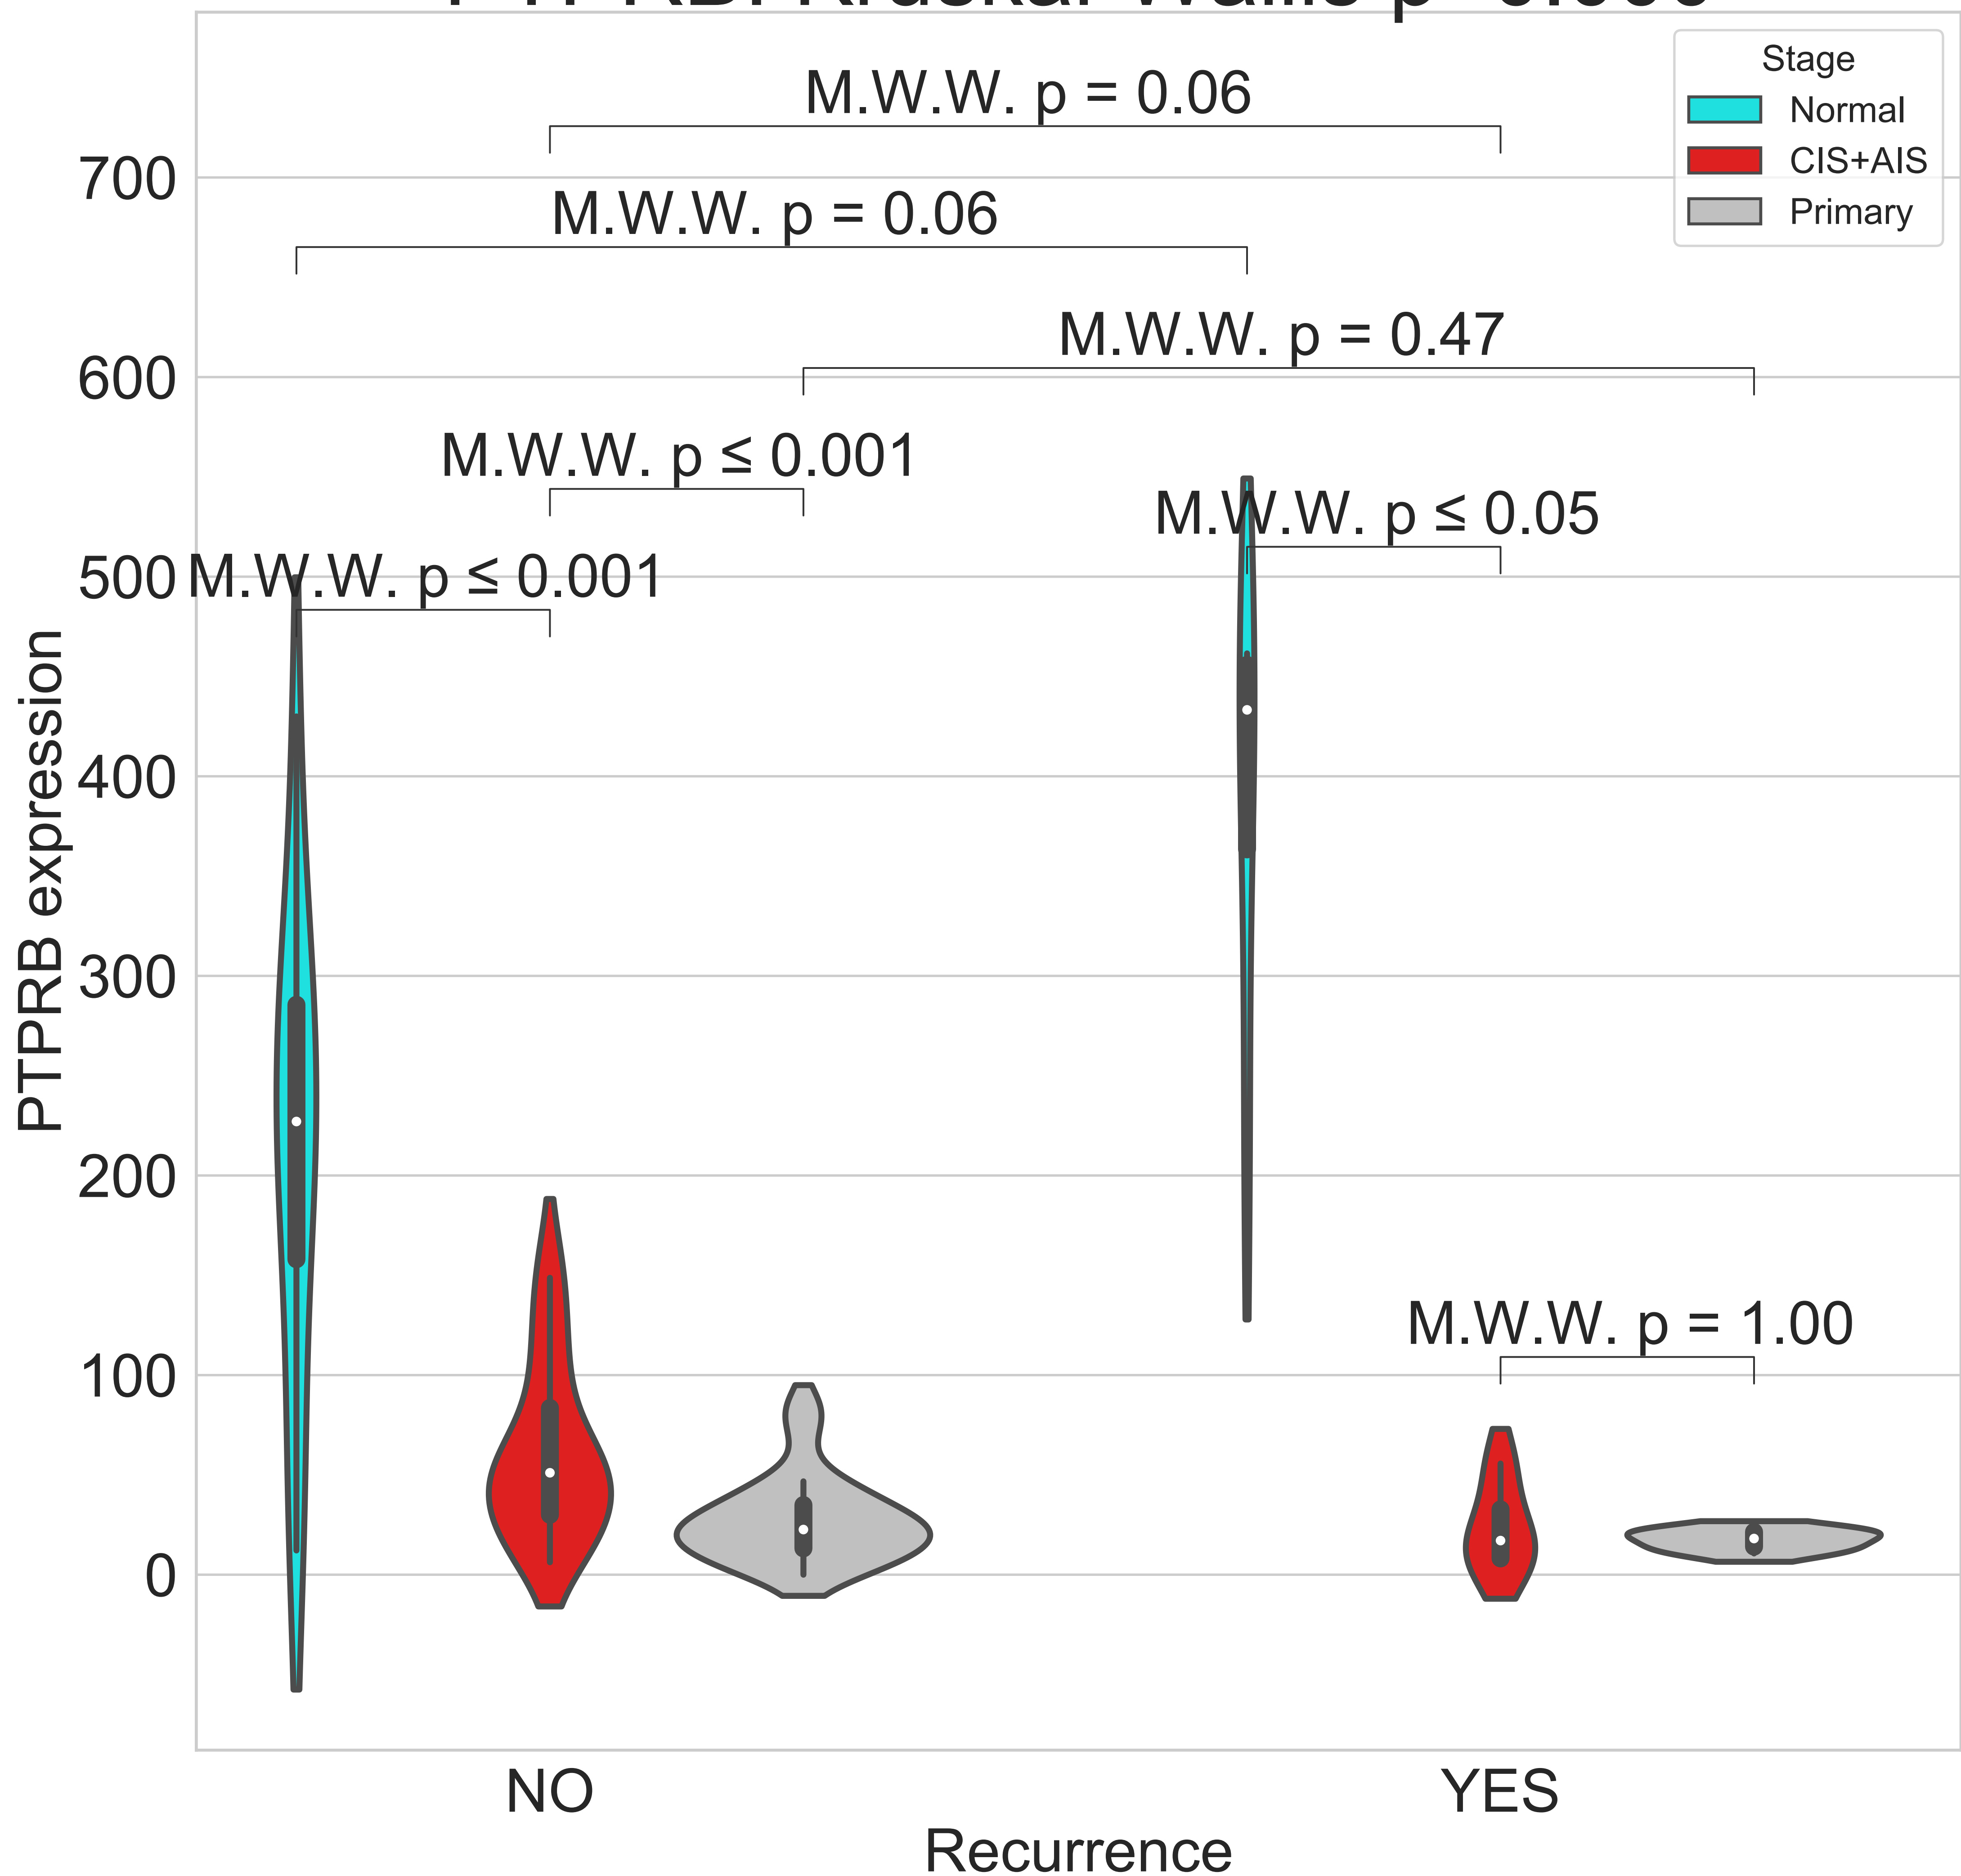 Stage
Normal
CIS+AIS
Primary
M.W.W. p = 0.06
M.W.W. p = 0.06
M.W.W. p = 0.47
M.W.W. p ≤ 0.001
M.W.W. p ≤ 0.05
M.W.W. p ≤ 0.001
M.W.W. p = 1.00
700
600
500
400
300
200
100
0
PTPRB expression
NO
YES
Recurrence